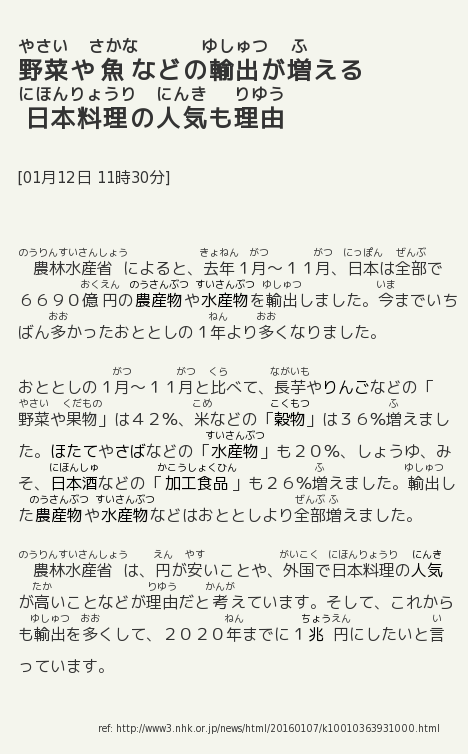 やさい さかな ゆしゅつ ふ
野菜や魚などの輸出が増える
にほんりょうり にんき りゆう
日本料理の人気も理由
[01月12日 11時30分]
のうりんすいさんしょう きょねん がつ がつ にっぽん ぜんぶ
農林水産省 によると、去年１月～１１月、日本は全部で
おくえん のうさんぶつ すいさんぶつ ゆしゅつ いま
６６９０億円の農産物や水産物を輸出しました。今までいち
おお ねん おお
ばん多かったおととしの１年より多くなりました。
がつ がつ くら ながいも
おととしの１月～１１月と比べて、長芋やりんごなどの「
やさい くだもの こめ こくもつ ふ
野菜や果物」は４２%、米などの「穀物」は３６%増えまし
すいさんぶつ
た。ほたてやさばなどの「水産物」も２０%、しょうゆ、み
にほんしゅ かこうしょくひん ふ ゆしゅつ
そ、日本酒などの「加工食品」も２６%増えました。輸出し
のうさんぶつ すいさんぶつ ぜんぶ ふ
た農産物や水産物などはおととしより全部増えました。
のうりんすいさんしょう えん やす がいこく にほんりょうり にんき
農林水産省 は、円が安いことや、外国で日本料理の人気
たか りゆう かんが
が高いことなどが理由だと考えています。そして、これから
ゆしゅつ おお ねん ちょうえん い
も輸出を多くして、２０２０年までに１兆円にしたいと言
っています。
ref: http://www3.nhk.or.jp/news/html/20160107/k10010363931000.html